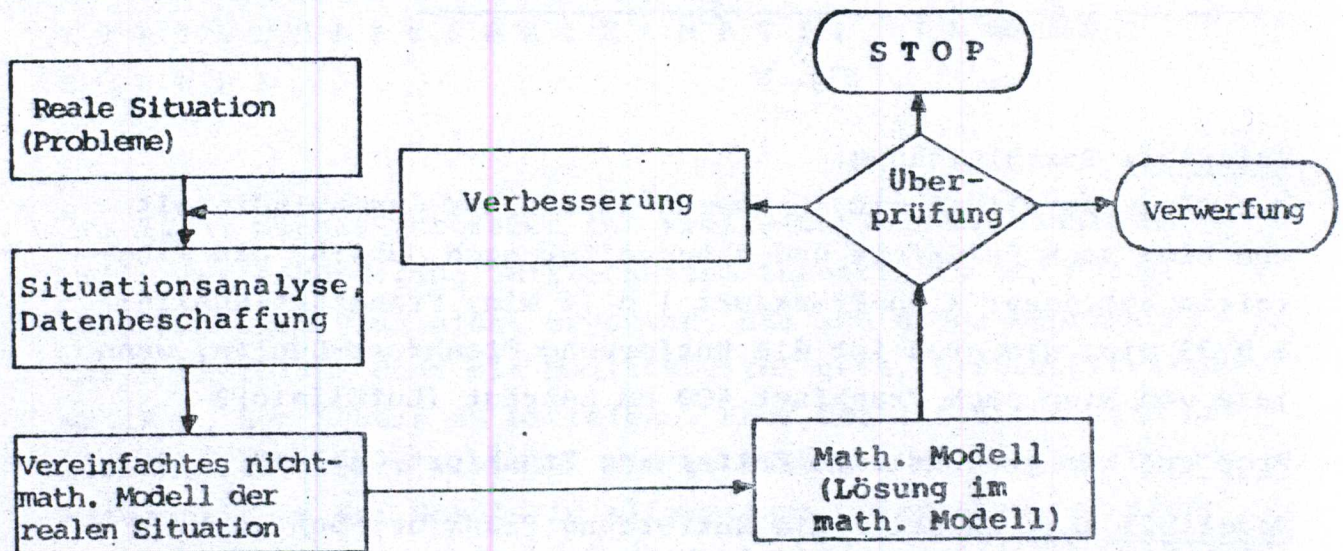 STOP
Reale Situation
(Probleme)
Verbesserung
Über-
prüfung
Verwerfung
Situationsanalyse,
Datenbeschaffung
Vereinfachtes nicht-
math. Modell der
realen Situation
Math. Modell
(Lösung im
math. Modell)